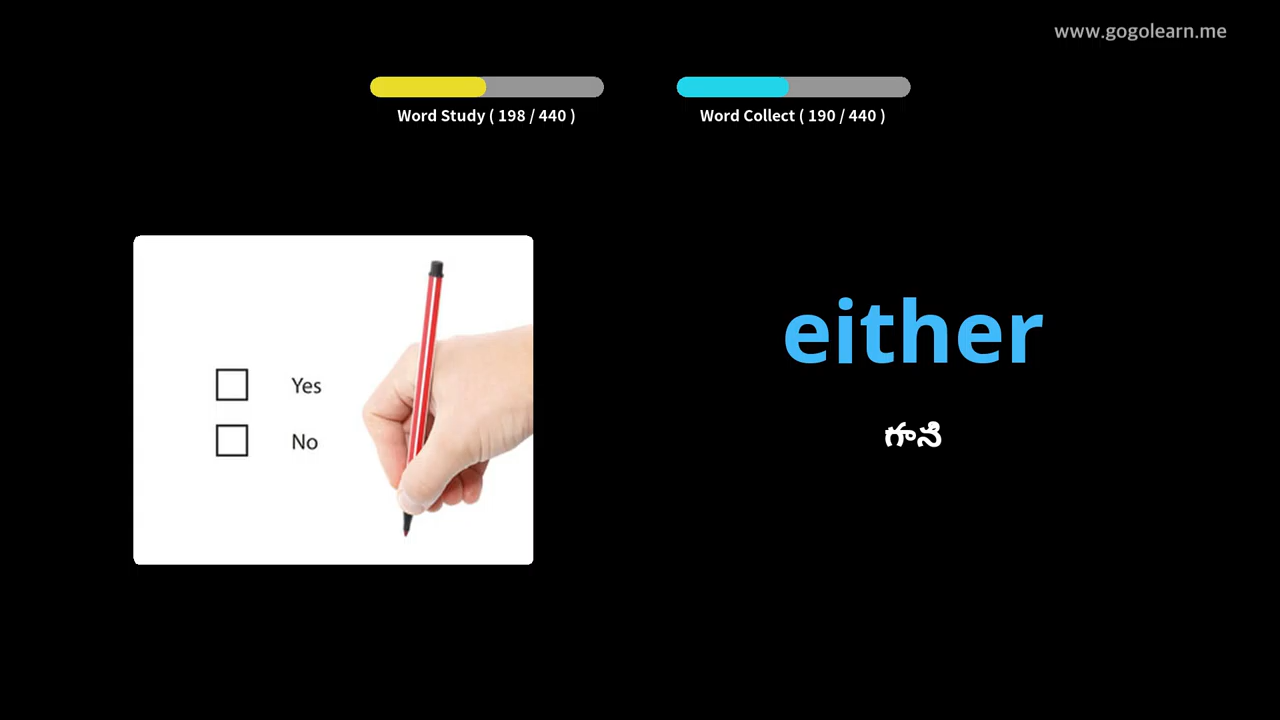 www.gogolearn.me
Word Study ( 198 / 440 )
Word Collect ( 190 / 440 )
Yes
No
either
గానీ